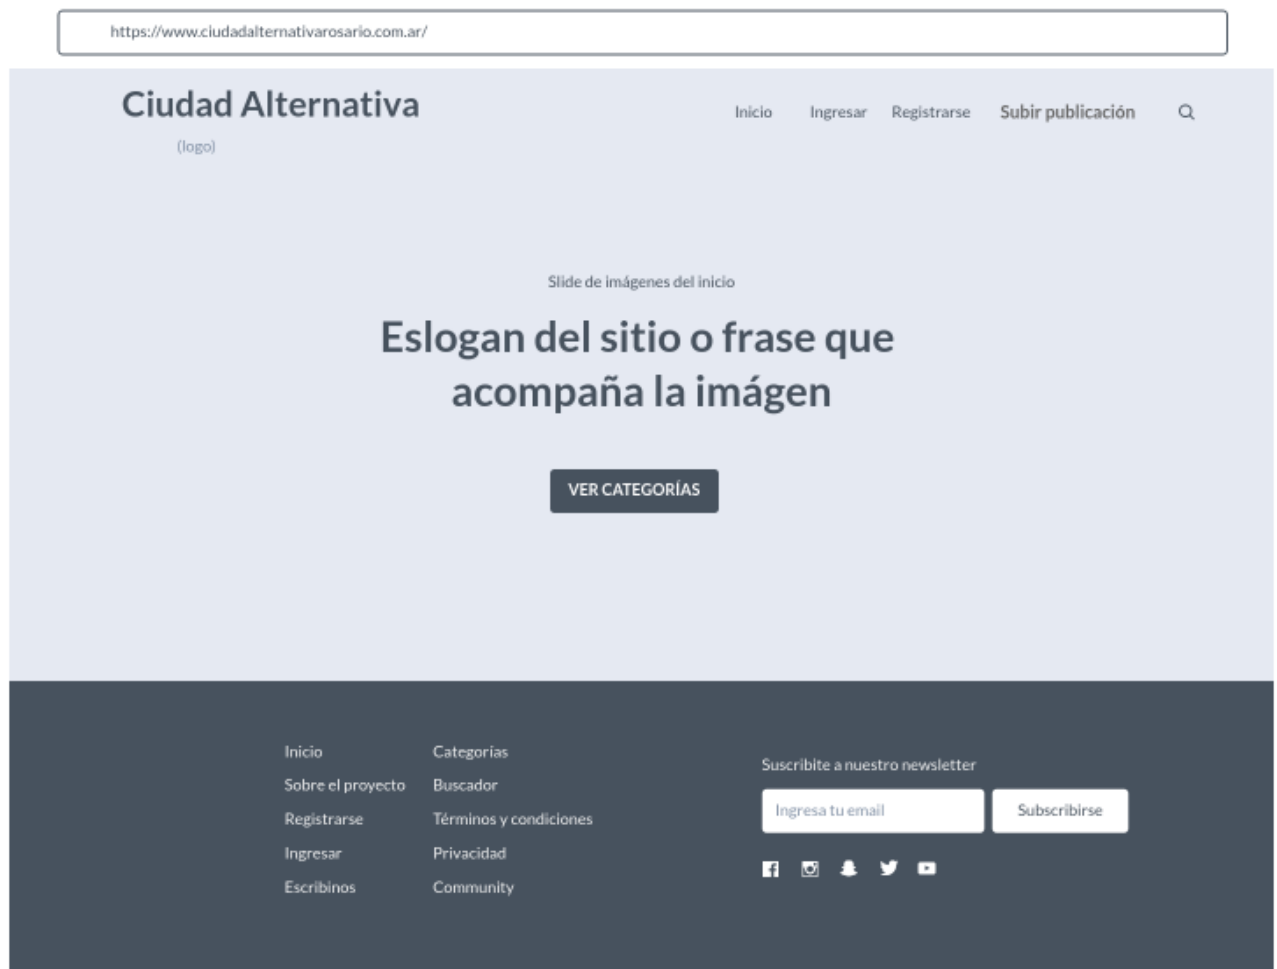 https://www.ciudadalternativarosario.com.ar/
Ciudad Alternativa
(logo)
Inicio
Ingresar
Registrarse
Subir publicación
Slide de imágenes del inicio
Eslogan del sitio o frase que
acompaña la imágen
VER CATEGORÍAS
Inicio
Sobre el proyecto
Registrarse
Ingresar
Escribinos
Categorías
Buscador
Términos y condiciones
Privacidad
Community
Suscribite a nuestro newsletter
Ingresa tu email
Subscribirse